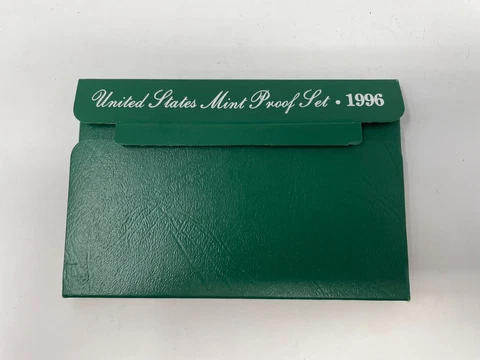 United States Mint Proof Set • 1996